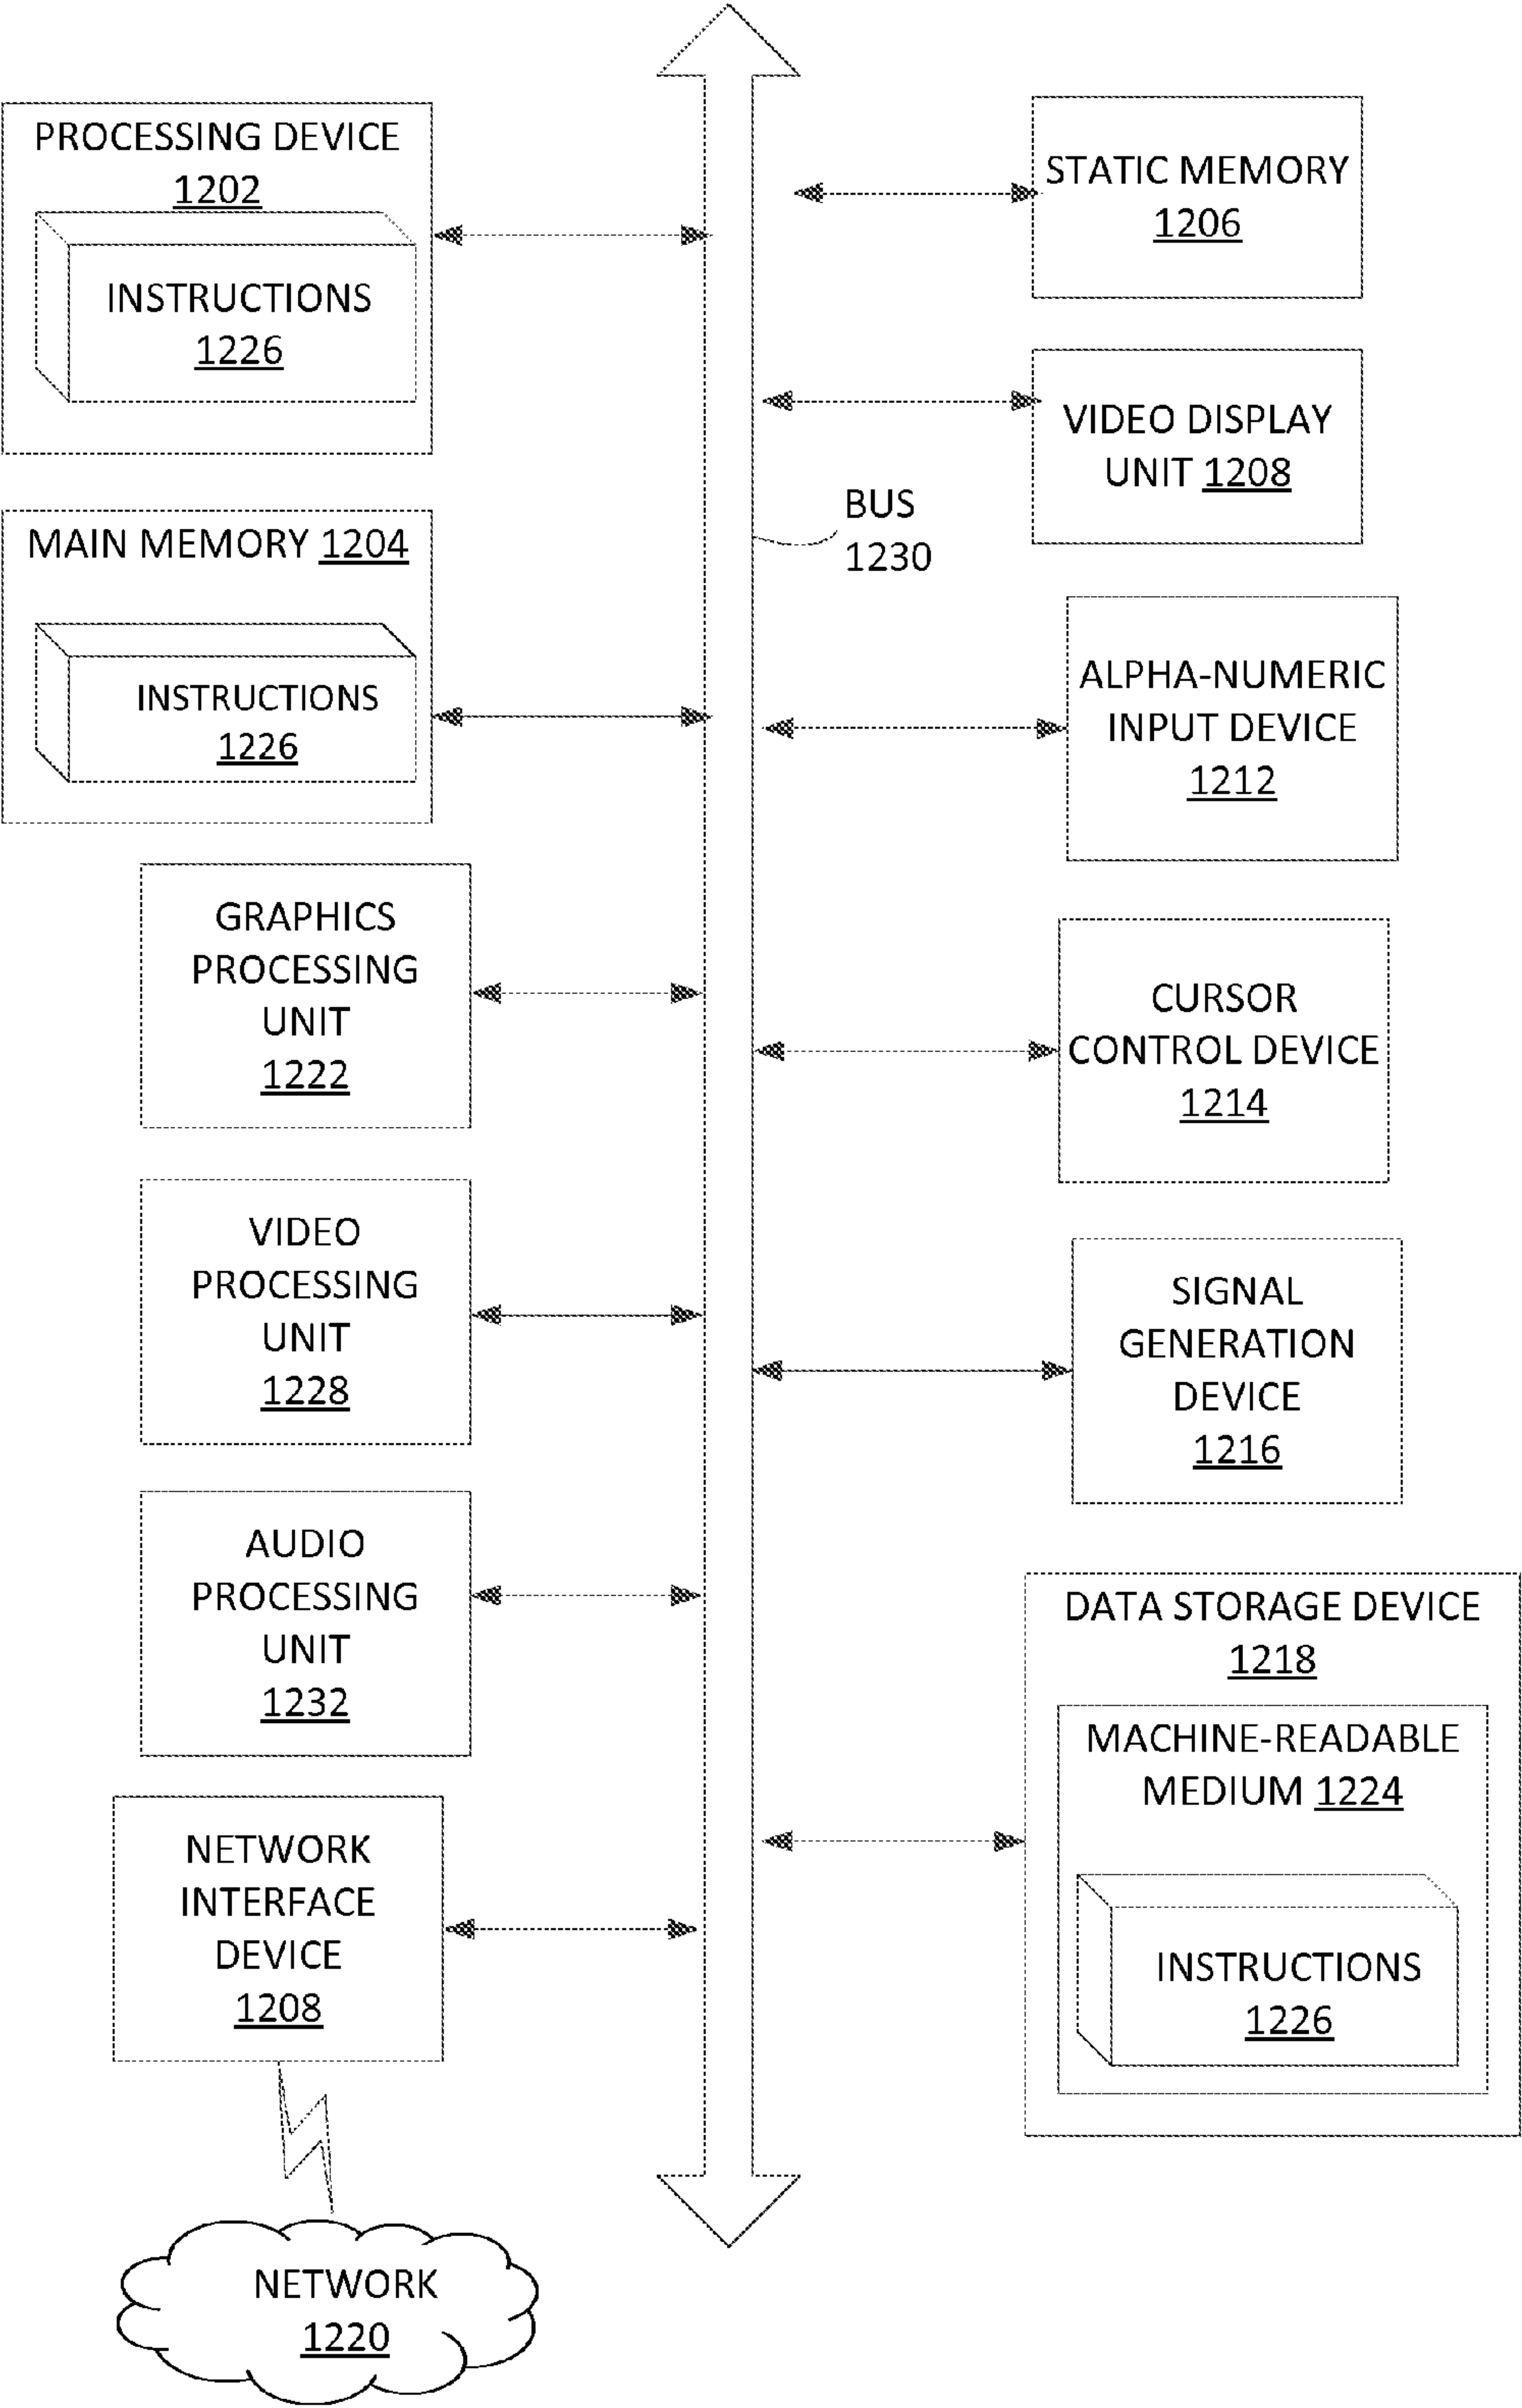 PROCESSING DEVICE
1202
INSTRUCTIONS
1226
MAIN MEMORY 1204
INSTRUCTIONS
1226
GRAPHICS
PROCESSING
UNIT
1222
VIDEO
PROCESSING
UNIT
1228
AUDIO
PROCESSING
UNIT
1232
NETWORK
INTERFACE
DEVICE
1208
NETWORK
1220
BUS
1230
STATIC MEMORY
1206
VIDEO DISPLAY
UNIT 1208
ALPHA-NUMERIC
INPUT DEVICE
1212
CURSOR
CONTROL DEVICE
1214
SIGNAL
GENERATION
DEVICE
1216
DATA STORAGE DEVICE
1218
MACHINE-READABLE
MEDIUM 1224
INSTRUCTIONS
1226